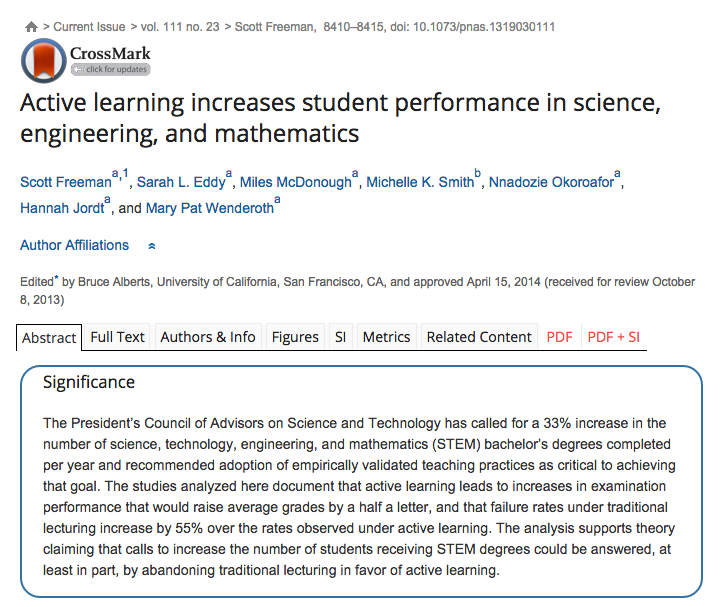 > Current Issue > vol. 111 no. 23 > Scott Freeman, 8410–8415, doi: 10.1073/pnas.1319030111
CrossMark
click for updates
Active learning increases student performance in science,
engineering, and mathematics
Scott Freeman a,1, Sarah L. Eddy a, Miles McDonough a, Michelle K. Smith b, Nnadozie Okoroafor a,
Hannah Jordt a, and Mary Pat Wenderoth a
Author Affiliations
Edited* by Bruce Alberts, University of California, San Francisco, CA, and approved April 15, 2014 (received for review October
8, 2013)
Abstract Full Text Authors & Info Figures SI Metrics Related Content PDF PDF + SI
Significance
The President's Council of Advisors on Science and Technology has called for a 33% increase in the
number of science, technology, engineering, and mathematics (STEM) bachelor's degrees completed
per year and recommended adoption of empirically validated teaching practices as critical to achieving
that goal. The studies analyzed here document that active learning leads to increases in examination
performance that would raise average grades by a half a letter, and that failure rates under traditional
lecturing increase by 55% over the rates observed under active learning. The analysis supports theory
claiming that calls to increase the number of students receiving STEM degrees could be answered, at
least in part, by abandoning traditional lecturing in favor of active learning.